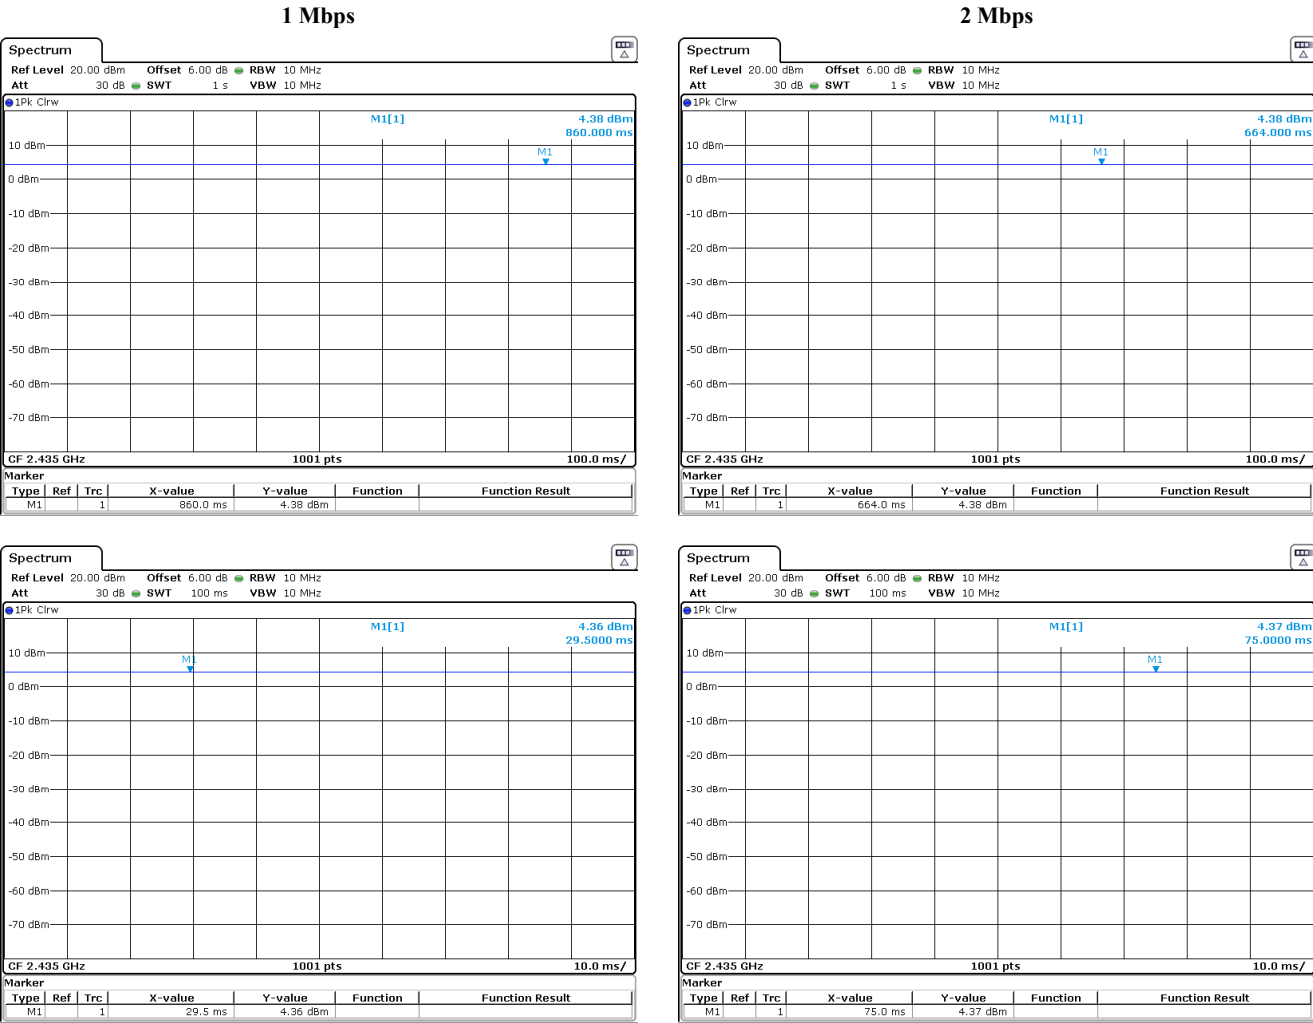 1 Mbps
2 Mbps
Spectrum
Ref Level 20.00 dBm Offset 6.00 dB RBW 10 MHz
Att 30 dB SWT 1 s VBW 10 MHz
1Pk Clrw
M1[1] 4.38 dBm
860.000 ms
M1
10 dBm
0 dBm
-10 dBm
-20 dBm
-30 dBm
-40 dBm
-50 dBm
-60 dBm
-70 dBm
CF 2.435 GHz 1001 pts 100.0 ms/
Marker
Type Ref Trc X-value Y-value Function Function Result
M1 1 860.0 ms 4.38 dBm
Spectrum
Ref Level 20.00 dBm Offset 6.00 dB RBW 10 MHz
Att 30 dB SWT 1 s VBW 10 MHz
1Pk Clrw
M1[1] 4.38 dBm
664.000 ms
M1
10 dBm
0 dBm
-10 dBm
-20 dBm
-30 dBm
-40 dBm
-50 dBm
-60 dBm
-70 dBm
CF 2.435 GHz 1001 pts 100.0 ms/
Marker
Type Ref Trc X-value Y-value Function Function Result
M1 1 664.0 ms 4.38 dBm
Spectrum
Ref Level 20.00 dBm Offset 6.00 dB RBW 10 MHz
Att 30 dB SWT 100 ms VBW 10 MHz
1Pk Clrw
M1[1] 4.36 dBm
29.5000 ms
M1
10 dBm
0 dBm
-10 dBm
-20 dBm
-30 dBm
-40 dBm
-50 dBm
-60 dBm
-70 dBm
CF 2.435 GHz 1001 pts 10.0 ms/
Marker
Type Ref Trc X-value Y-value Function Function Result
M1 1 29.5 ms 4.36 dBm
Spectrum
Ref Level 20.00 dBm Offset 6.00 dB RBW 10 MHz
Att 30 dB SWT 100 ms VBW 10 MHz
1Pk Clrw
M1[1] 4.37 dBm
75.0000 ms
M1
10 dBm
0 dBm
-10 dBm
-20 dBm
-30 dBm
-40 dBm
-50 dBm
-60 dBm
-70 dBm
CF 2.435 GHz 1001 pts 10.0 ms/
Marker
Type Ref Trc X-value Y-value Function Function Result
M1 1 75.0 ms 4.37 dBm